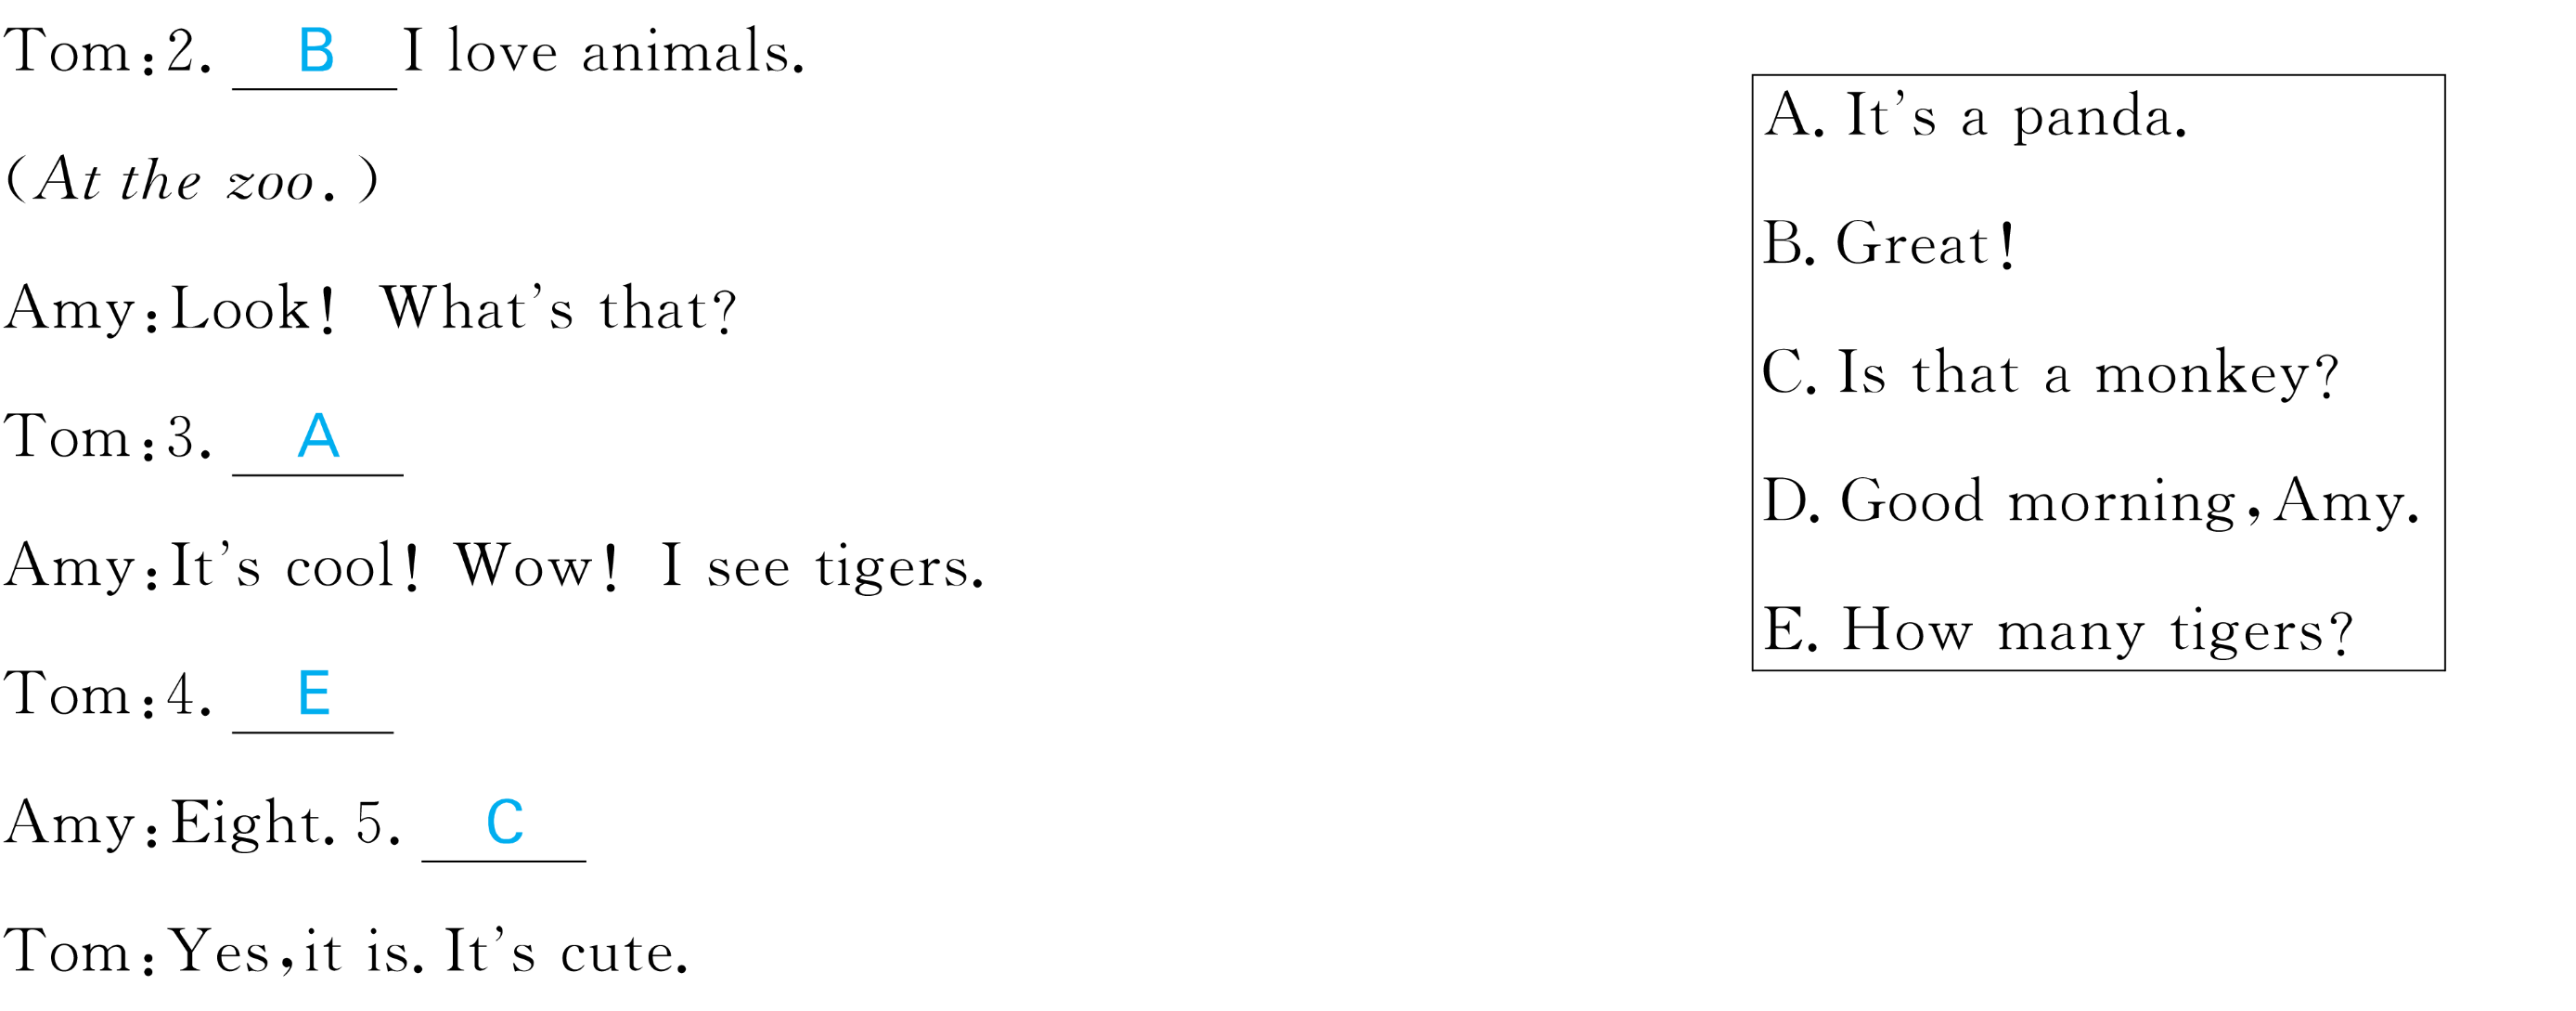 Tom:2. B I love animals.
(At the zoo.)
Amy:Look! What's that?
Tom:3. A
Amy:It's cool! Wow! I see tigers.
Tom:4. E
Amy:Eight. 5. C
Tom:Yes,it is. It's cute.
A. It's a panda.
B. Great!
C. Is that a monkey?
D. Good morning,Amy.
E. How many tigers?